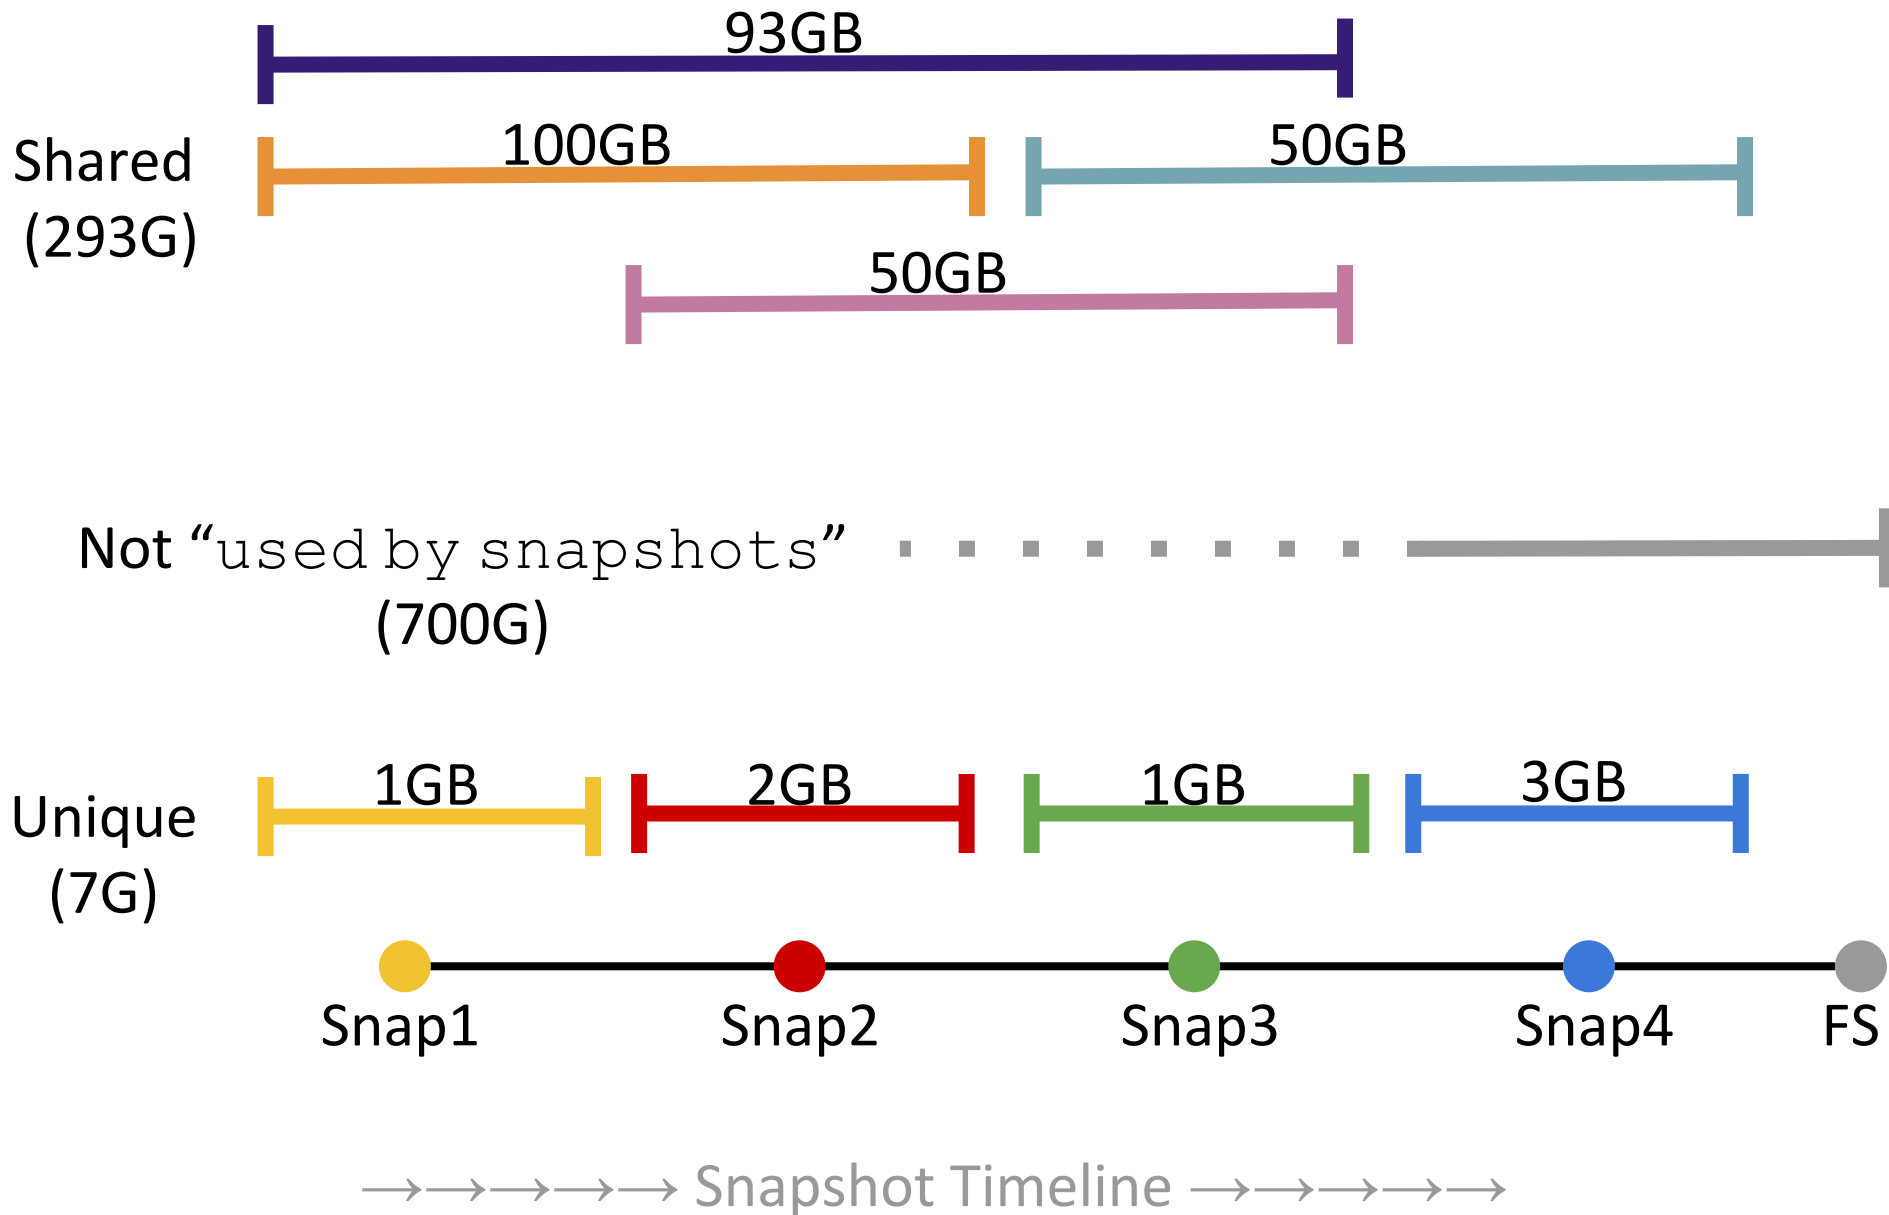 93GB
Shared
(293G)
100GB
50GB
50GB
Not “used by snapshots”
(700G)
Unique
(7G)
1GB
2GB
1GB
3GB
Snap1
Snap2
Snap3
Snap4
FS
→→→→→ Snapshot Timeline →→→→→